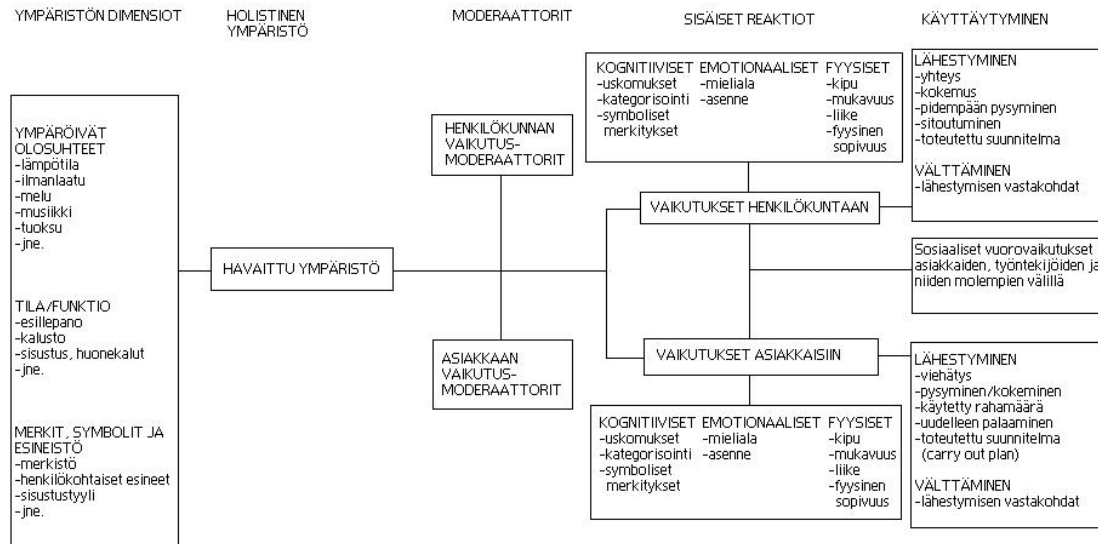 YMPÄRISTÖN DIMENSIOT
HOLISTINEN
YMPÄRISTÖ
MODERAATTORIT
SISÄISET REAKTIOT
KÄYTTÄYTYMINEN
YMPÄRÖIVÄT
OLOSUHTEET
-lämpötila
-ilmanlaatu
-melu
-musiikki
-tuoksu
-jne.
TILA/FUNKTIO
-esillepano
-kalusto
-sisustus, huonekalut
-jne.
MERKIT, SYMBOLIT JA
ESINEISTÖ
-merkistö
-henkilökohtaiset esineet
-sisustustyyli
-jne.
HAVAITTU YMPÄRISTÖ
HENKILÖKUNNAN
VAIKUTUS-
MODERAATTORIT
ASIAKKAAN
VAIKUTUS-
MODERAATTORIT
KOGNITIIVISET
-uskomukset
-kategorisointi
-symboliset
merkitykset
EMOTIONAALISET
-mieliala
-asenne
FYYSISET
-kipu
-mukavuus
-liike
-fyysinen
sopivuus
VAIKUTUKSET HENKILÖKUNTAAN
VAIKUTUKSET ASIAKKAISIIN
KOGNITIIVISET
-uskomukset
-kategorisointi
-symboliset
merkitykset
EMOTIONAALISET
-mieliala
-asenne
FYYSISET
-kipu
-mukavuus
-liike
-fyysinen
sopivuus
LÄHESTYMINEN
-yhteys
-kokemus
-pidempään pysyminen
-sitoutuminen
-toteutettu suunnitelma
VÄLTTÄMINEN
-lähestymisen vastakohdat
Sosiaaliset vuorovaikutukset
asiakkaiden, työntekijöiden ja
niiden molempien välillä
LÄHESTYMINEN
-viehätys
-pysyminen/kokeminen
-käytetty rahamäärä
-uudelleen palaaminen
-toteutettu suunnitelma
(carry out plan)
VÄLTTÄMINEN
-lähestymisen vastakohdat